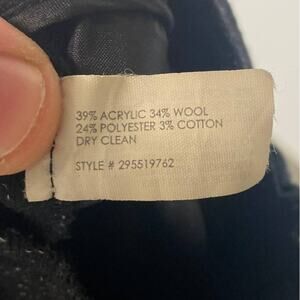 39% ACRYLIC 34% WOOL
24% POLYESTER 3% COTTON
DRY CLEAN
STYLE # 295519762